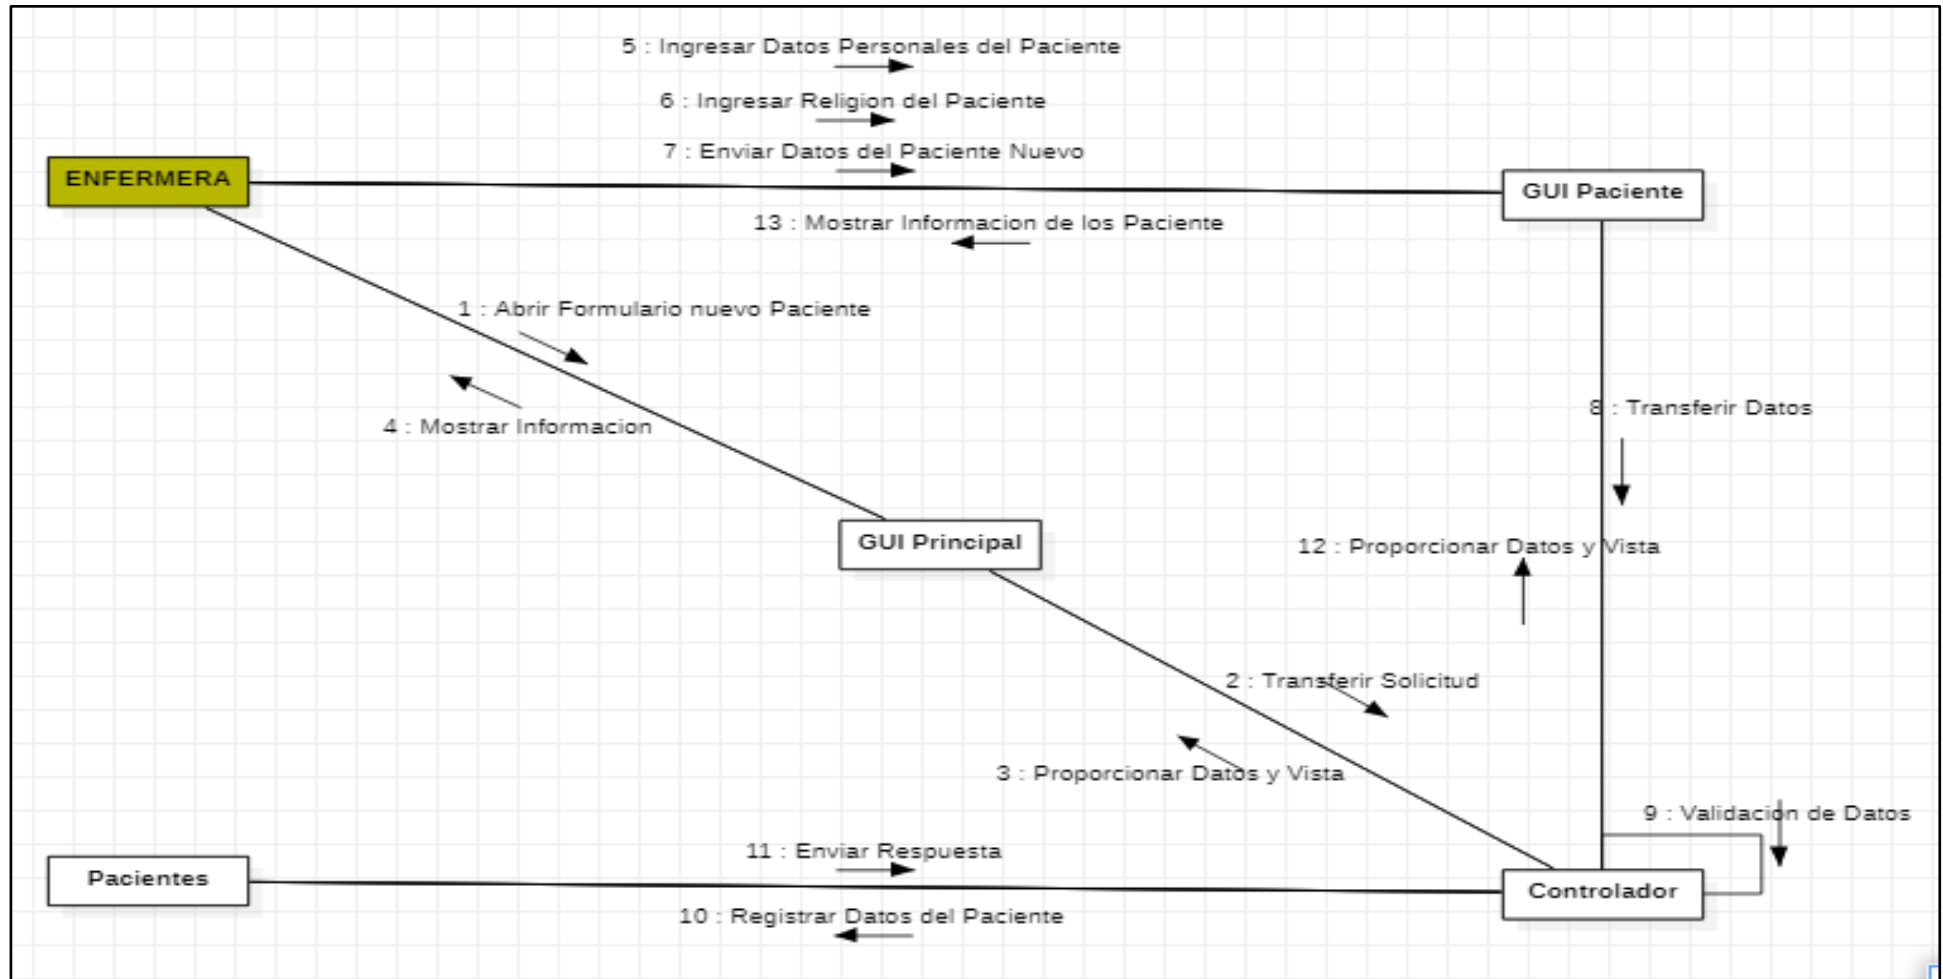 5 : Ingresar Datos Personales del Paciente
6 : Ingresar Religion del Paciente
7 : Enviar Datos del Paciente Nuevo
ENFERMERA
GUI Paciente
13 : Mostrar Informacion de los Paciente
1 : Abrir Formulario nuevo Paciente
8 : Transferir Datos
4 : Mostrar Informacion
GUI Principal
12 : Proporcionar Datos y Vista
2 : Transferir Solicitud
3 : Proporcionar Datos y Vista
9 : Validación de Datos
11 : Enviar Respuesta
Pacientes
Controlador
10 : Registrar Datos del Paciente